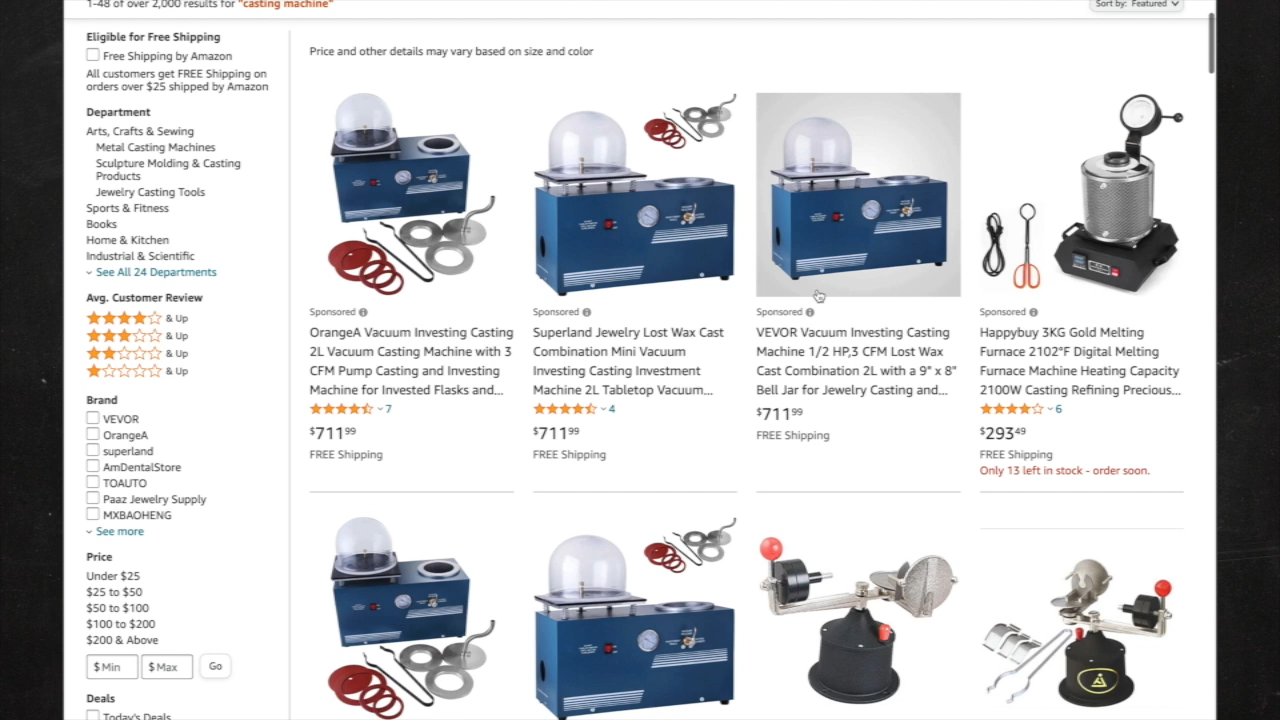 1-48 of over 2,000 results for "casting machine"
Sort by: Featured
Eligible for Free Shipping
Free Shipping by Amazon
All customers get FREE Shipping on
orders over $25 shipped by Amazon
Department
Arts, Crafts & Sewing
Metal Casting Machines
Sculpture Molding & Casting
Products
Jewelry Casting Tools
Sports & Fitness
Books
Home & Kitchen
Industrial & Scientific
See All 24 Departments
Avg. Customer Review
& Up
& Up
& Up
& Up
Brand
VEVOR
OrangeA
superland
AmDentalStore
TOAUTO
Paaz Jewelry Supply
MXBAOHENG
See more
Price
Under $25
$25 to $50
$50 to $100
$100 to $200
$200 & Above
$ Min $ Max Go
Deals
Today's Deals
Price and other details may vary based on size and color
Sponsored
OrangeA Vacuum Investing Casting
2L Vacuum Casting Machine with 3
CFM Pump Casting and Investing
Machine for Invested Flasks and...
7
$711.99
FREE Shipping
Sponsored
Superland Jewelry Lost Wax Cast
Combination Mini Vacuum
Investing Casting Investment
Machine 2L Tabletop Vacuum...
4
$711.99
FREE Shipping
Sponsored
VEVOR Vacuum Investing Casting
Machine 1/2 HP,3 CFM Lost Wax
Cast Combination 2L with a 9" x 8"
Bell Jar for Jewelry Casting and...
$711.99
FREE Shipping
Sponsored
Happybuy 3KG Gold Melting
Furnace 2102°F Digital Melting
Furnace Machine Heating Capacity
2100W Casting Refining Precious...
6
$293.49
FREE Shipping
Only 13 left in stock - order soon.